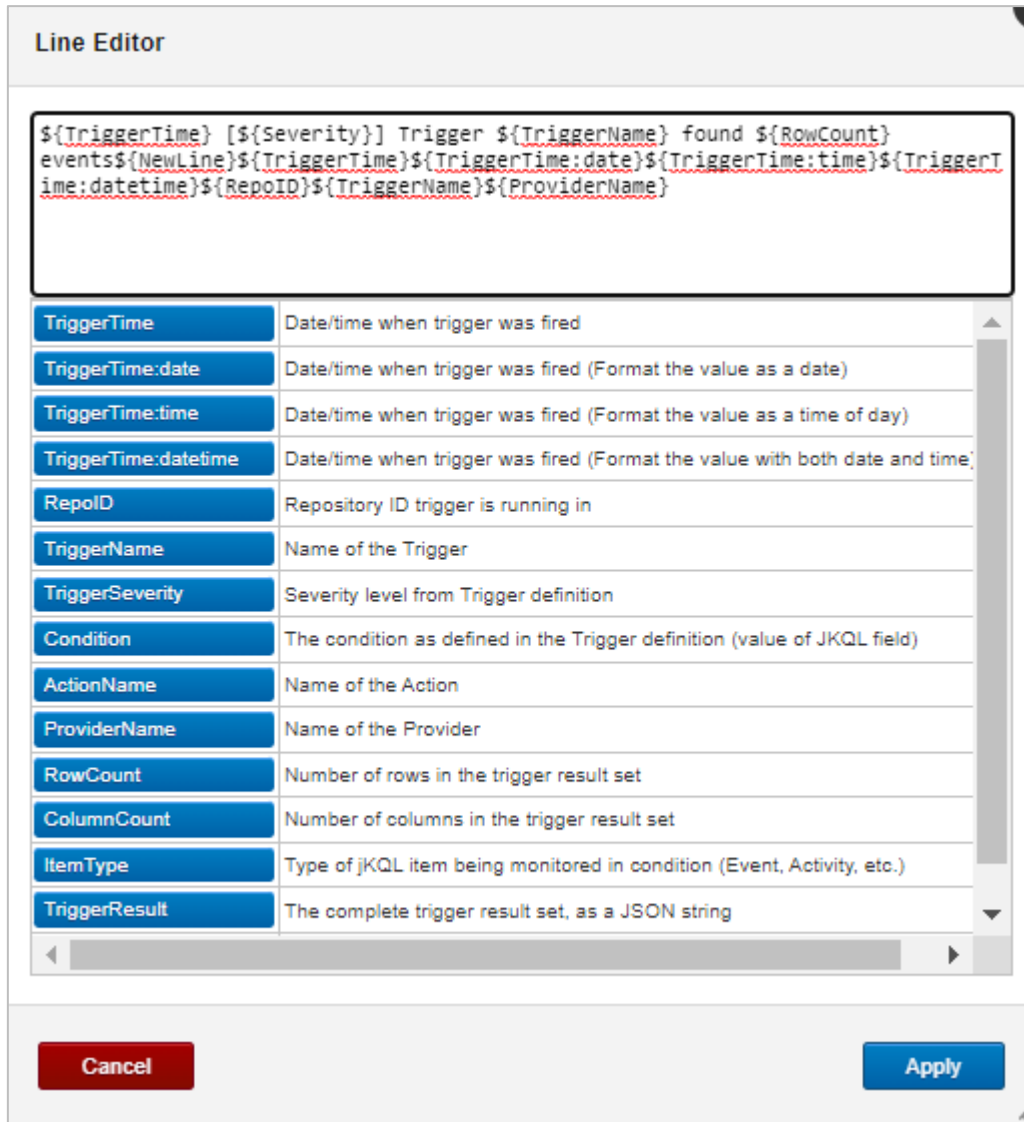 Line Editor
${TriggerTime} [${Severity}] Trigger ${TriggerName} found ${RowCount}
events${NewLine}${TriggerTime}${TriggerTime:date}${TriggerTime:time}${TriggerT
ime:datetime}${RepoID}${TriggerName}${ProviderName}
TriggerTime Date/time when trigger was fired
TriggerTime:date Date/time when trigger was fired (Format the value as a date)
TriggerTime:time Date/time when trigger was fired (Format the value as a time of day)
TriggerTime:datetime Date/time when trigger was fired (Format the value with both date and time)
RepoID Repository ID trigger is running in
TriggerName Name of the Trigger
TriggerSeverity Severity level from Trigger definition
Condition The condition as defined in the Trigger definition (value of JKQL field)
ActionName Name of the Action
ProviderName Name of the Provider
RowCount Number of rows in the trigger result set
ColumnCount Number of columns in the trigger result set
ItemType Type of jKQL item being monitored in condition (Event, Activity, etc.)
TriggerResult The complete trigger result set, as a JSON string
Cancel Apply